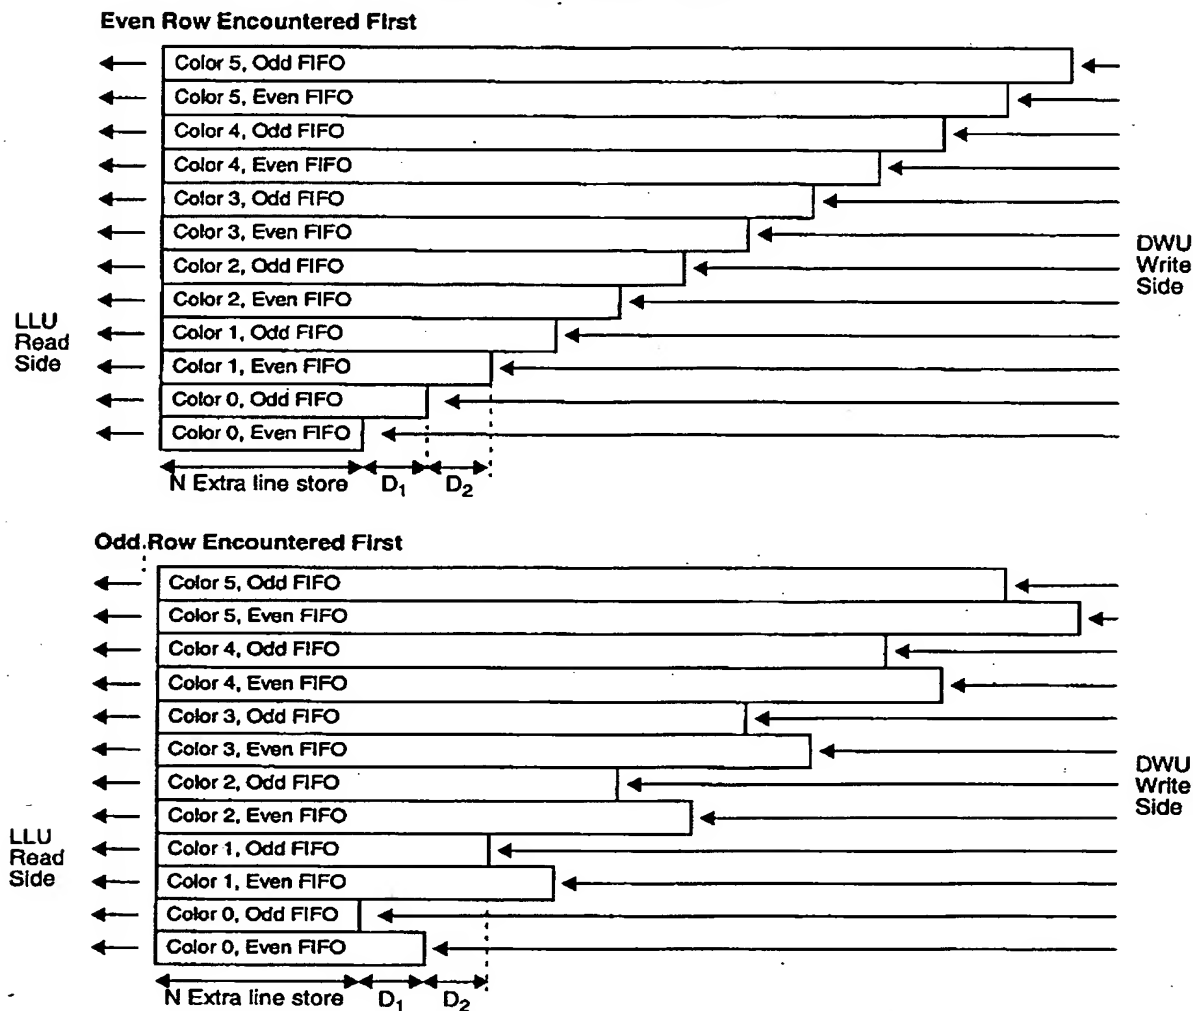 Even Row Encountered First
Color 5, Odd FIFO
Color 5, Even FIFO
Color 4, Odd FIFO
Color 4, Even FIFO
Color 3, Odd FIFO
Color 3, Even FIFO
Color 2, Odd FIFO
Color 2, Even FIFO
Color 1, Odd FIFO
Color 1, Even FIFO
Color 0, Odd FIFO
Color 0, Even FIFO
LLU
Read
Side
DWU
Write
Side
N Extra line store D₁ D₂
Odd Row Encountered First
Color 5, Odd FIFO
Color 5, Even FIFO
Color 4, Odd FIFO
Color 4, Even FIFO
Color 3, Odd FIFO
Color 3, Even FIFO
Color 2, Odd FIFO
Color 2, Even FIFO
Color 1, Odd FIFO
Color 1, Even FIFO
Color 0, Odd FIFO
Color 0, Even FIFO
LLU
Read
Side
DWU
Write
Side
N Extra line store D₁ D₂